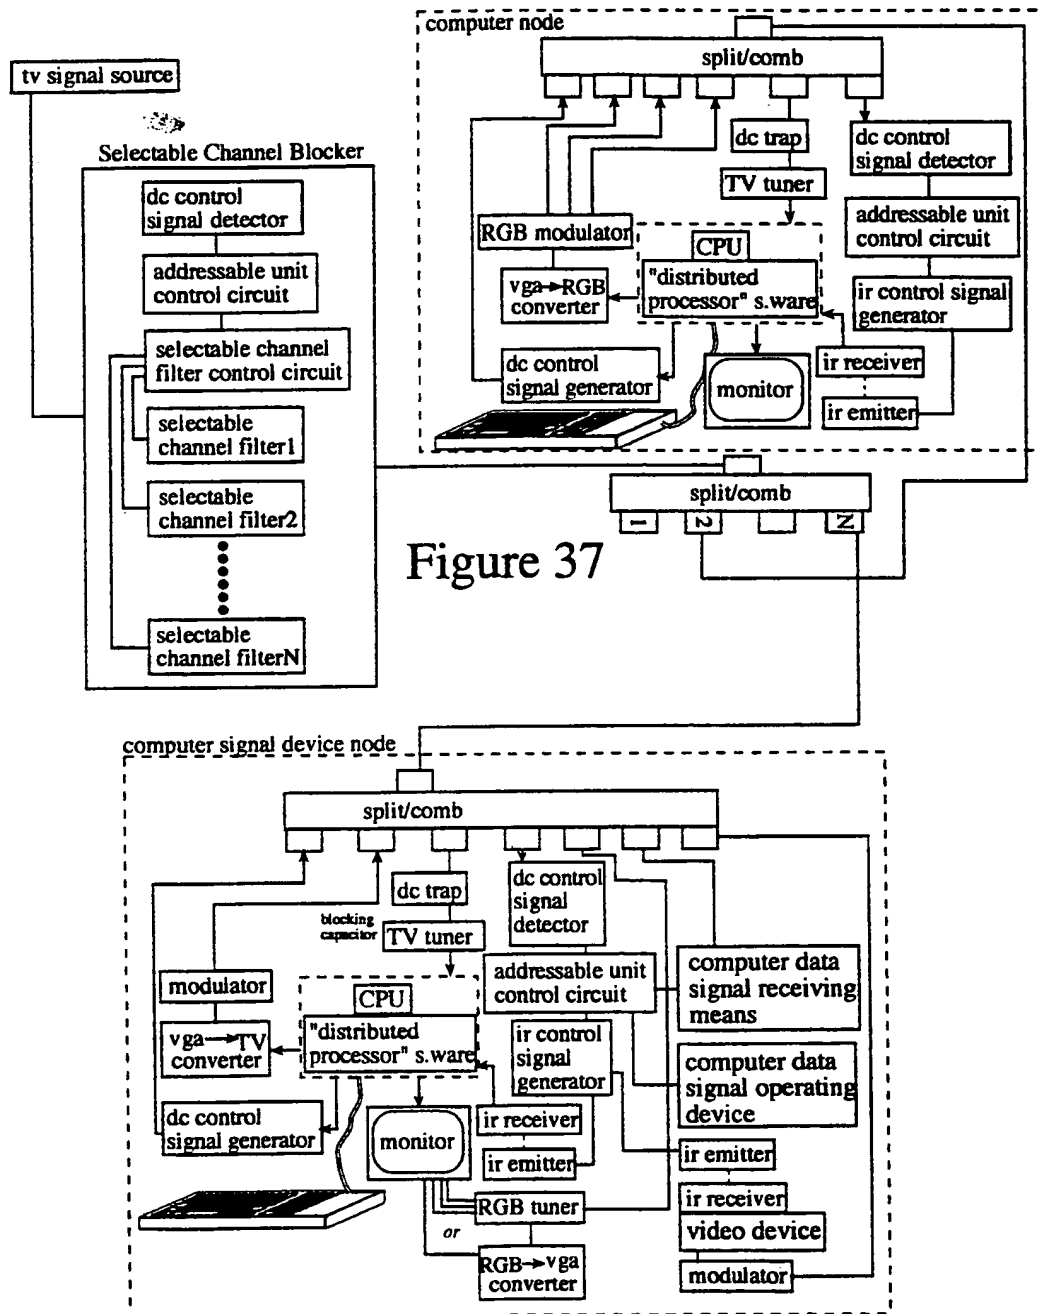 computer node
split/comb
tv signal source
dc trap
dc control
signal detector
Selectable Channel Blocker
TV tuner
dc control
signal detector
addressable unit
control circuit
RGB modulator
CPU
addressable unit
control circuit
vga→RGB
converter
"distributed
processor" s.ware
ir control signal
generator
selectable channel
filter control circuit
dc control
signal generator
monitor
ir receiver
ir emitter
selectable
channel filter1
split/comb
selectable
channel filter2
1
2
N
Figure 37
selectable
channel filterN
computer signal device node
split/comb
dc trap
dc control
signal
detector
blocking
capacitor
TV tuner
modulator
CPU
addressable unit
control circuit
computer data
signal receiving
means
vga→TV
converter
"distributed
processor" s.ware
ir control
signal
generator
computer data
signal operating
device
dc control
signal generator
monitor
ir receiver
ir emitter
ir emitter
ir receiver
RGB tuner
or
video device
RGB→vga
converter
modulator